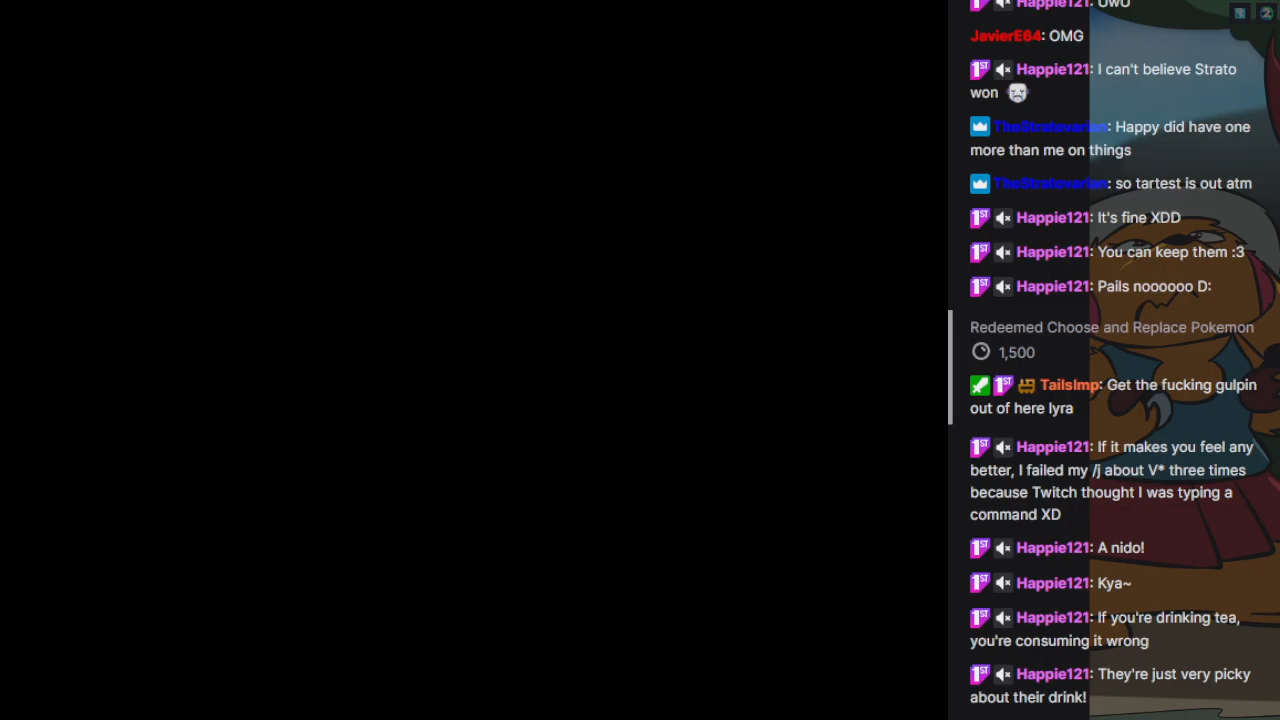 Happie121: UwU
JavierE64: OMG
Happie121: I can't believe Strato
won
TheStratovarian: Happy did have one
more than me on things
TheStratovarian: so tartest is out atm
Happie121: It's fine XDD
Happie121: You can keep them :3
Happie121: Pails noooooo D:
Redeemed Choose and Replace Pokemon
1,500
TailsImp: Get the fucking gulpin
out of here lyra
Happie121: If it makes you feel any
better, I failed my /j about V* three times
because Twitch thought I was typing a
command XD
Happie121: A nido!
Happie121: Kya~
Happie121: If you're drinking tea,
you're consuming it wrong
Happie121: They're just very picky
about their drink!